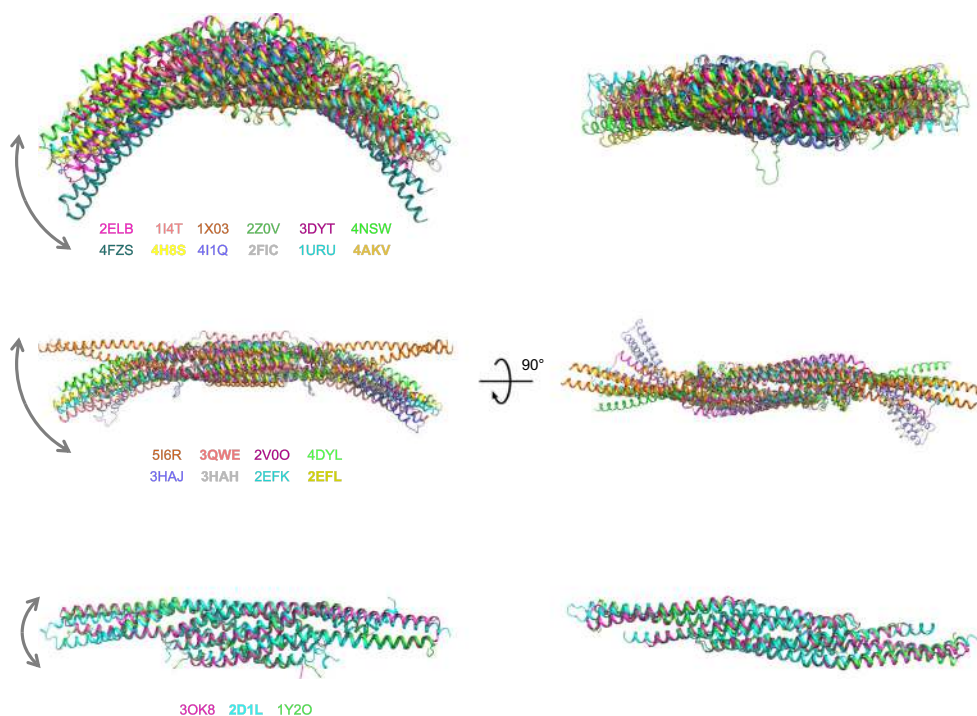 2ELB 1I4T 1X03 2Z0V 3DYT 4NSW
4FZS 4H8S 4I1Q 2FIC 1URU 4AKV
90°
5I6R 3QWE 2V0O 4DYL
3HAJ 3HAH 2EFK 2EFL
3OK8 2D1L 1Y2O